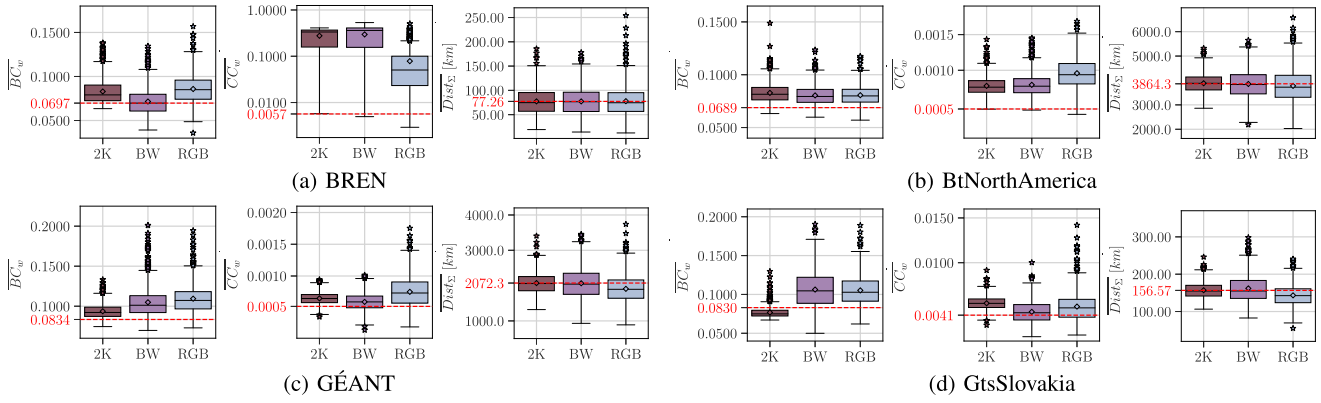 BC_w
0.1500
0.1000
0.0697
0.0500
2K BW RGB
CC_w
1.0000
0.1000
0.0100
0.0057
2K BW RGB
Dist_Σ [km]
250.00
200.00
150.00
100.00
77.26
50.00
2K BW RGB
(a) BREN
BC_w
0.1500
0.1000
0.0689
0.0500
2K BW RGB
CC_w
0.0015
0.0010
0.0005
2K BW RGB
Dist_Σ [km]
6000.0
5000.0
3864.3
3000.0
2000.0
2K BW RGB
(b) BtNorthAmerica
BC_w
0.2000
0.1500
0.1000
0.0834
2K BW RGB
CC_w
0.0020
0.0015
0.0010
0.0005
2K BW RGB
Dist_Σ [km]
4000.0
3000.0
2072.3
1000.0
2K BW RGB
(c) GÉANT
BC_w
0.2000
0.1500
0.1000
0.0830
0.0500
2K BW RGB
CC_w
0.0150
0.0100
0.0041
2K BW RGB
Dist_Σ [km]
300.00
200.00
156.57
100.00
2K BW RGB
(d) GtsSlovakia